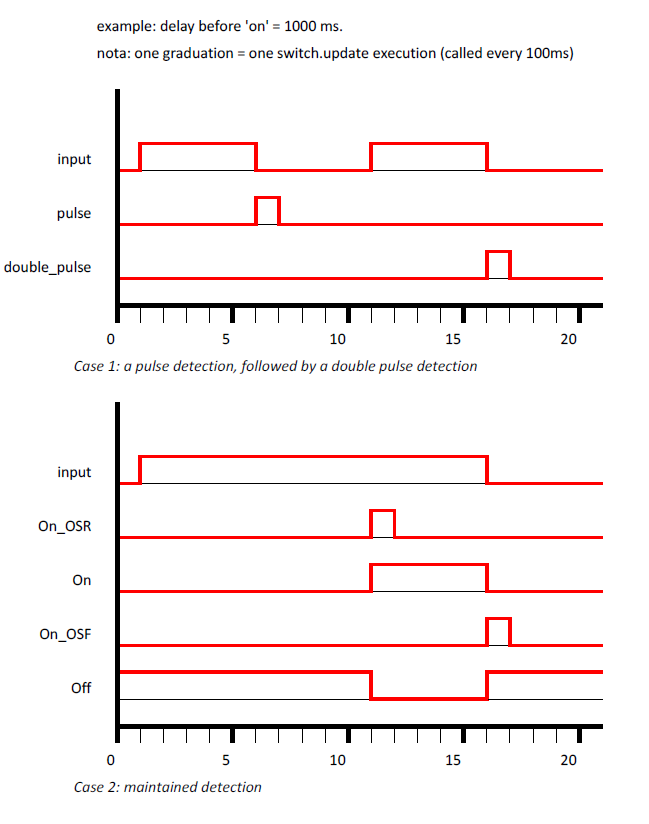 example: delay before 'on' = 1000 ms.
nota: one graduation = one switch.update execution (called every 100ms)
input
pulse
double_pulse
0 5 10 15 20
Case 1: a pulse detection, followed by a double pulse detection
input
On_OSR
On
On_OSF
Off
0 5 10 15 20
Case 2: maintained detection